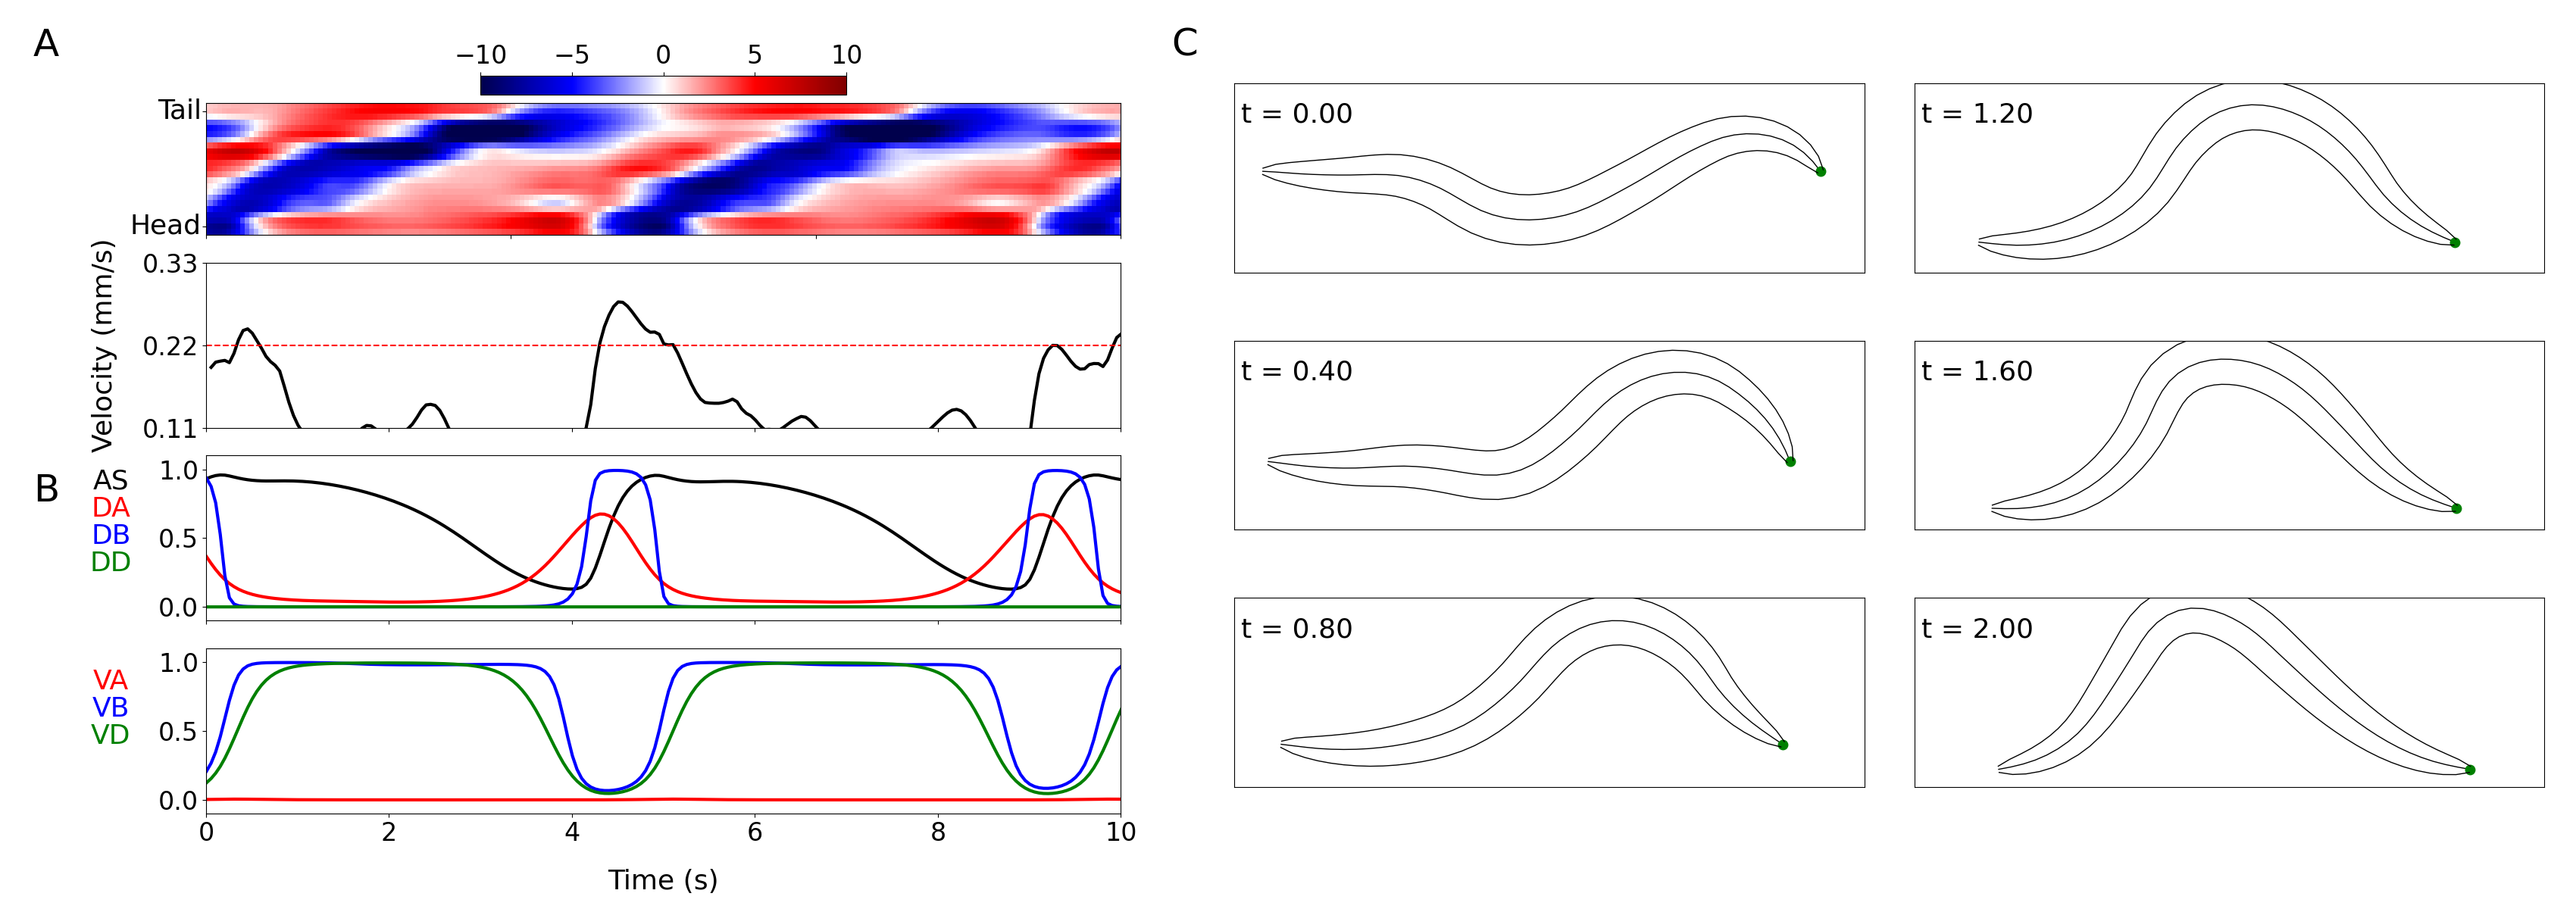 A
−10 −5 0 5 10
Tail
Head
Velocity (mm/s)
0.33
0.22
0.11
B
AS
DA
DB
DD
1.0
0.5
0.0
VA
VB
VD
1.0
0.5
0.0
0 2 4 6 8 10
Time (s)
C
t = 0.00
t = 1.20
t = 0.40
t = 1.60
t = 0.80
t = 2.00